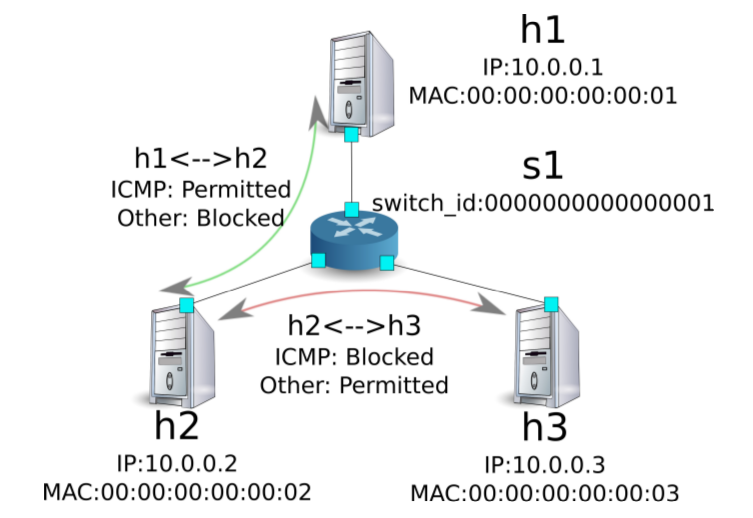 h1
IP:10.0.0.1
MAC:00:00:00:00:00:01
h1<-->h2
ICMP: Permitted
Other: Blocked
s1
switch_id:0000000000000001
h2<-->h3
ICMP: Blocked
Other: Permitted
h2
IP:10.0.0.2
MAC:00:00:00:00:00:02
h3
IP:10.0.0.3
MAC:00:00:00:00:00:03